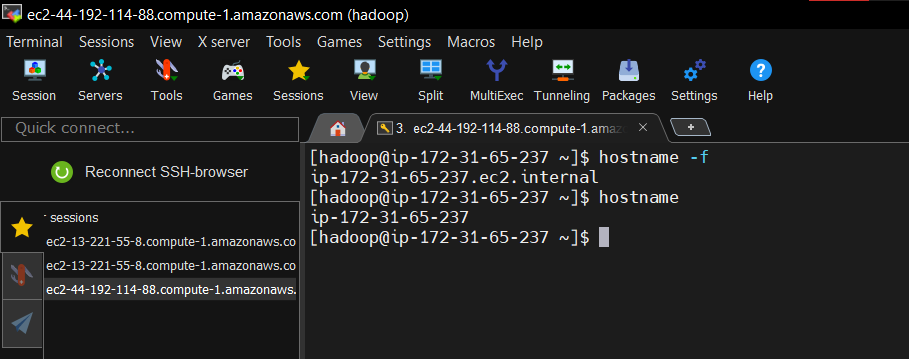 ec2-44-192-114-88.compute-1.amazonaws.com (hadoop)
Terminal Sessions View X server Tools Games Settings Macros Help
Session Servers Tools Games Sessions View Split MultiExec Tunneling Packages Settings Help
Quick connect...
3. ec2-44-192-114-88.compute-1.amaz
Reconnect SSH-browser
sessions
ec2-13-221-55-8.compute-1.amazonaws.co
ec2-13-221-55-8.compute-1.amazonaws.co
ec2-44-192-114-88.compute-1.amazonaws.
[hadoop@ip-172-31-65-237 ~]$ hostname -f
ip-172-31-65-237.ec2.internal
[hadoop@ip-172-31-65-237 ~]$ hostname
ip-172-31-65-237
[hadoop@ip-172-31-65-237 ~]$